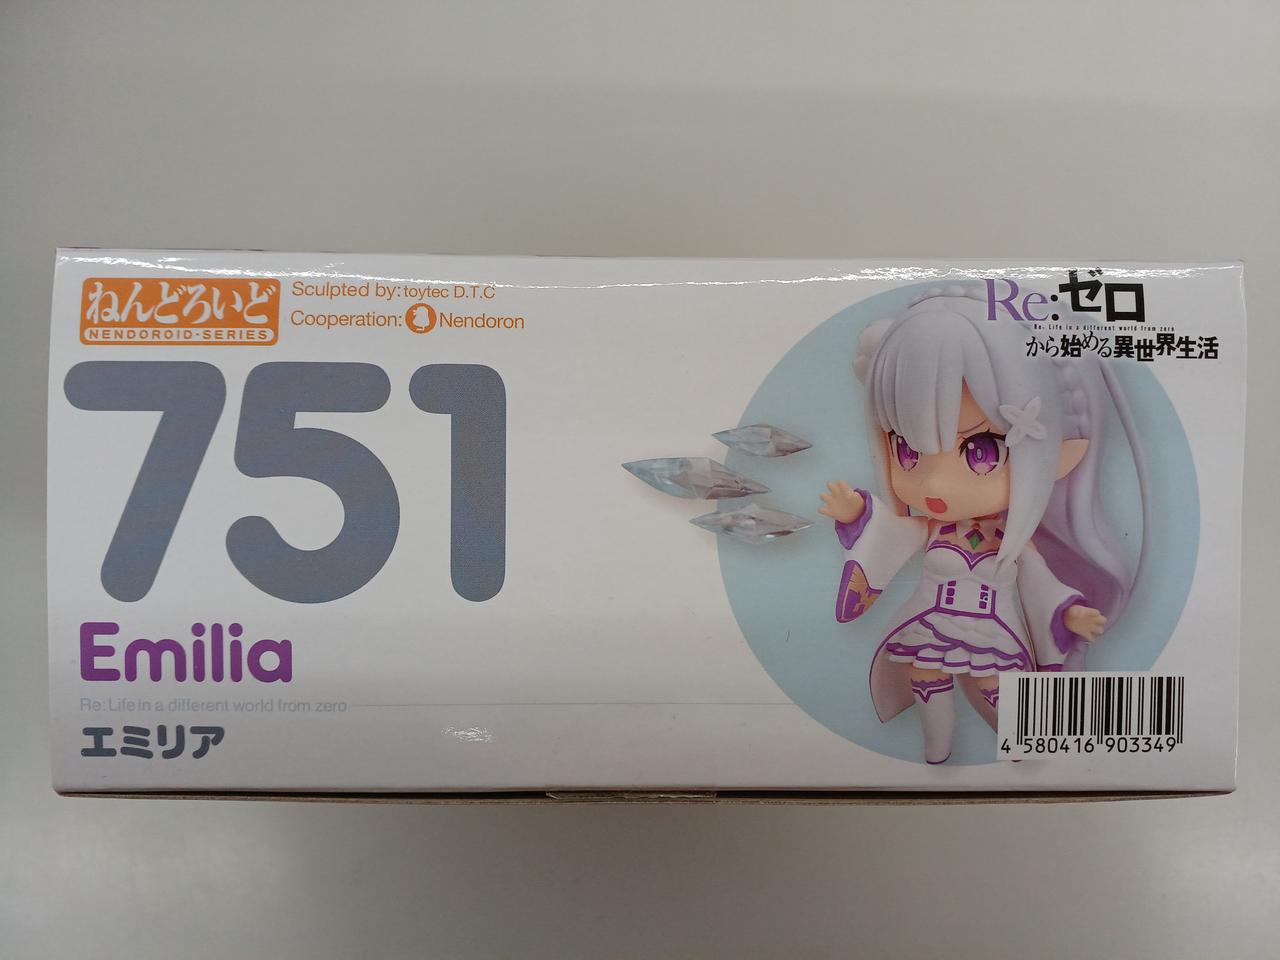 ねんどろいど
NENDOROID・SERIES
Sculpted by: toytec D.T.C
Cooperation: Nendoron
751
Emilia
Re: Life in a different world from zero
エミリア
Re:ゼロ
Re: Life in a different world from zero
から始める異世界生活
4 580416 903349